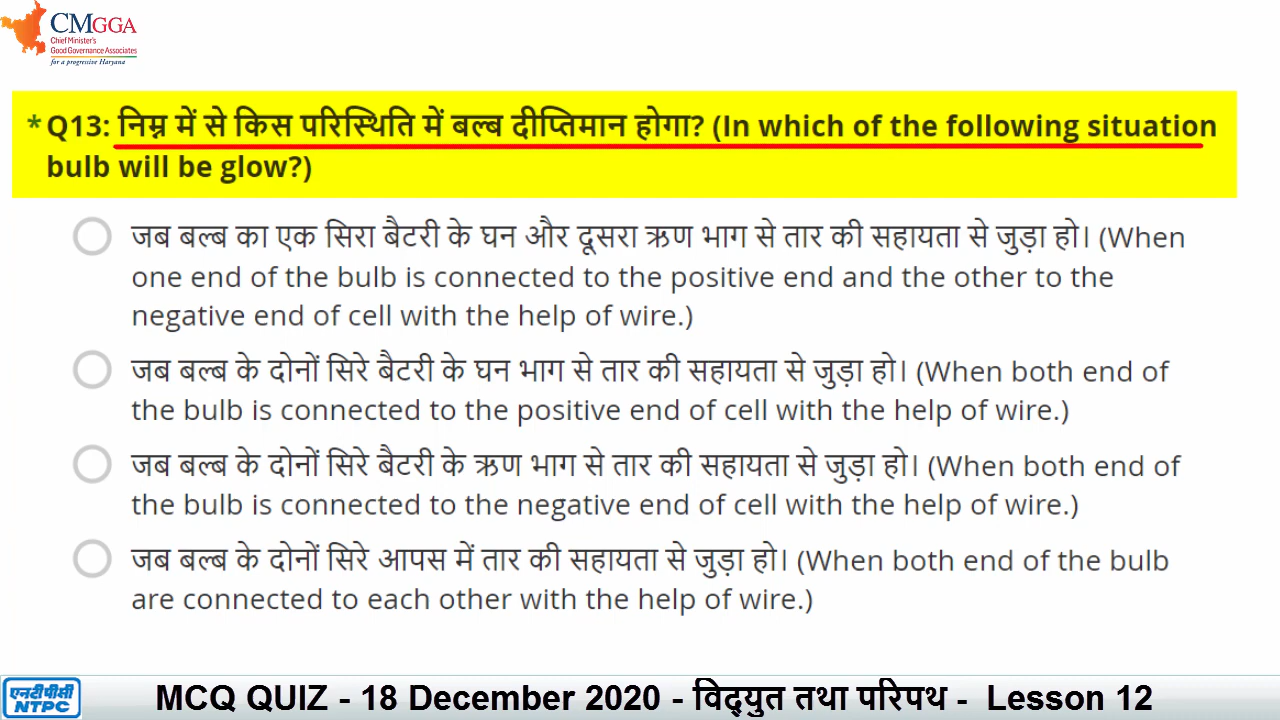 CMGGA
Chief Minister's
Good Governance Associates
for a progressive Haryana
* Q13: निम्न में से किस परिस्थिति में बल्ब दीप्तिमान होगा? (In which of the following situation
bulb will be glow?)
जब बल्ब का एक सिरा बैटरी के घन और दूसरा ऋण भाग से तार की सहायता से जुड़ा हो। (When
one end of the bulb is connected to the positive end and the other to the
negative end of cell with the help of wire.)
जब बल्ब के दोनों सिरे बैटरी के घन भाग से तार की सहायता से जुड़ा हो। (When both end of
the bulb is connected to the positive end of cell with the help of wire.)
जब बल्ब के दोनों सिरे बैटरी के ऋण भाग से तार की सहायता से जुड़ा हो। (When both end of
the bulb is connected to the negative end of cell with the help of wire.)
जब बल्ब के दोनों सिरे आपस में तार की सहायता से जुड़ा हो। (When both end of the bulb
are connected to each other with the help of wire.)
एनटीपीसी
NTPC
MCQ QUIZ - 18 December 2020 - विद्युत तथा परिपथ - Lesson 12